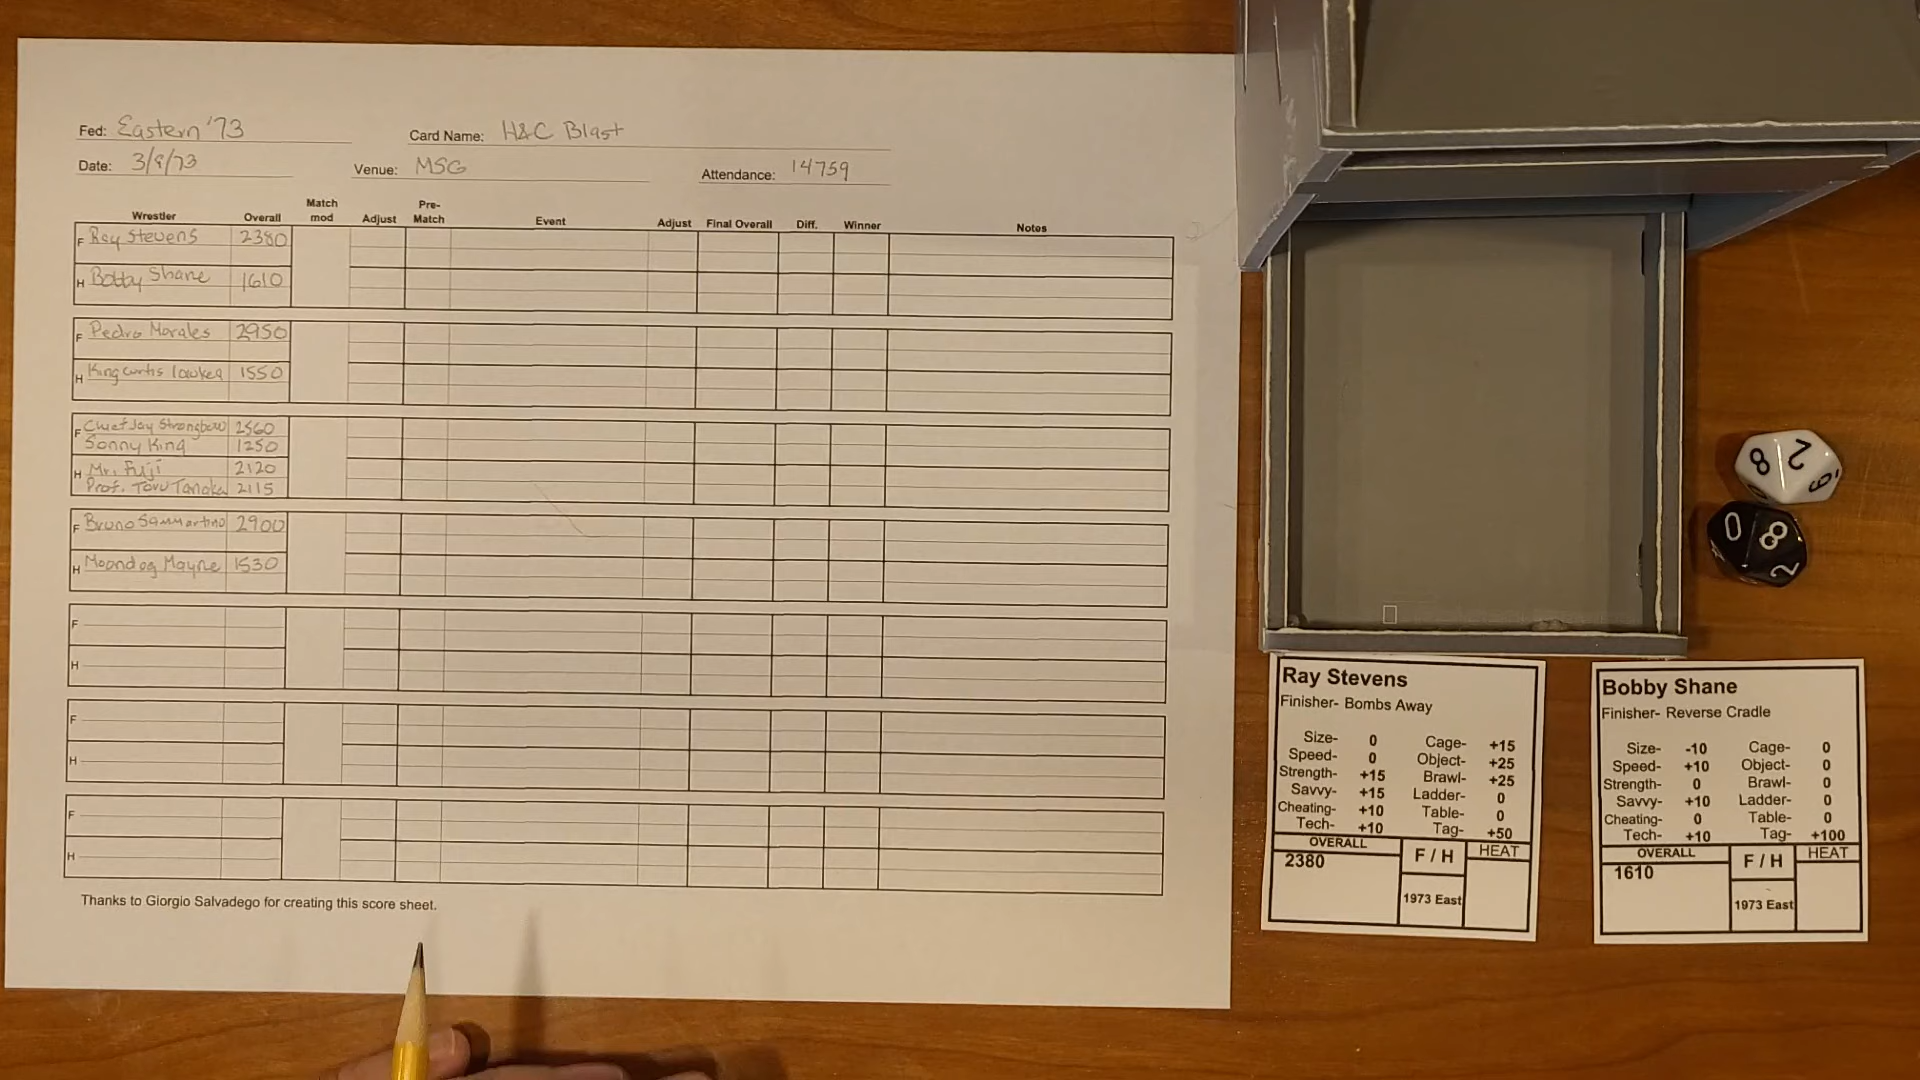 Fed: Eastern '73 Card Name: H&C Blast
Date: 3/9/73 Venue: MSG Attendance: 14759
Wrestler Overall Match mod Adjust Pre-Match Event Adjust Final Overall Diff. Winner Notes
F Ray Stevens 2380
H Bobby Shane 1610
F Pedro Morales 2950
H King Curtis Iaukea 1550
F Chief Jay Strongbow 2560
Sonny King 1250
H Mr. Fuji 2120
Prof. Toru Tanaka 2115
F Bruno Sammartino 2900
H Moondog Mayne 1530
F
H
F
H
F
H
Thanks to Giorgio Salvadego for creating this score sheet.
8 2
0 8 2
Ray Stevens
Finisher- Bombs Away
Size- 0 Cage- +15
Speed- 0 Object- +25
Strength- +15 Brawl- +25
Savvy- +15 Ladder- 0
Cheating- +10 Table- 0
Tech- +10 Tag- +50
OVERALL F / H HEAT
2380
1973 East
Bobby Shane
Finisher- Reverse Cradle
Size- -10 Cage- 0
Speed- +10 Object- 0
Strength- 0 Brawl- 0
Savvy- +10 Ladder- 0
Cheating- 0 Table- 0
Tech- +10 Tag- +100
OVERALL F / H HEAT
1610
1973 East